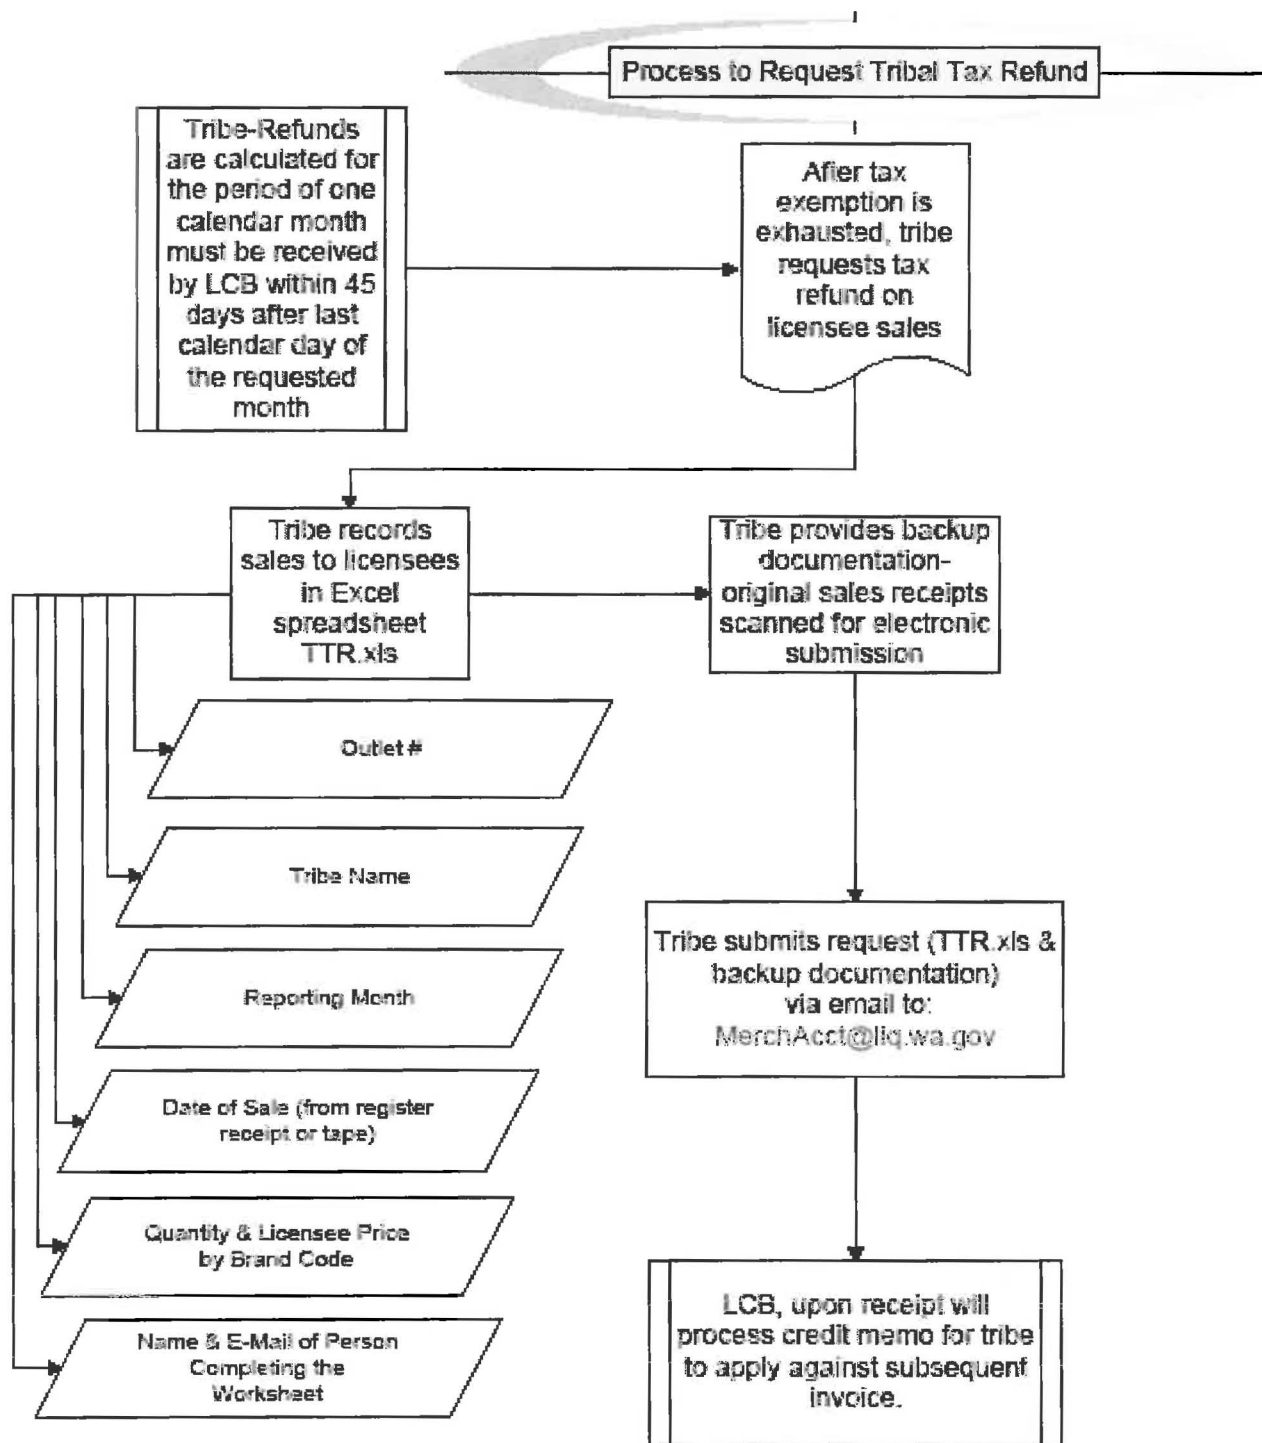 Process to Request Tribal Tax Refund
Tribe-Refunds
are calculated for
the period of one
calendar month
must be received
by LCB within 45
days after last
calendar day of
the requested
month
After tax
exemption is
exhausted, tribe
requests tax
refund on
licensee sales
Tribe records
sales to licensees
in Excel
spreadsheet
TTR.xls
Tribe provides backup
documentation-
original sales receipts
scanned for electronic
submission
Outlet #
Tribe Name
Reporting Month
Date of Sale (from register
receipt or tape)
Quantity & Licensee Price
by Brand Code
Name & E-Mail of Person
Completing the
Worksheet
Tribe submits request (TTR.xls &
backup documentation)
via email to:
MerchAcct@liq.wa.gov
LCB, upon receipt will
process credit memo for tribe
to apply against subsequent
invoice.